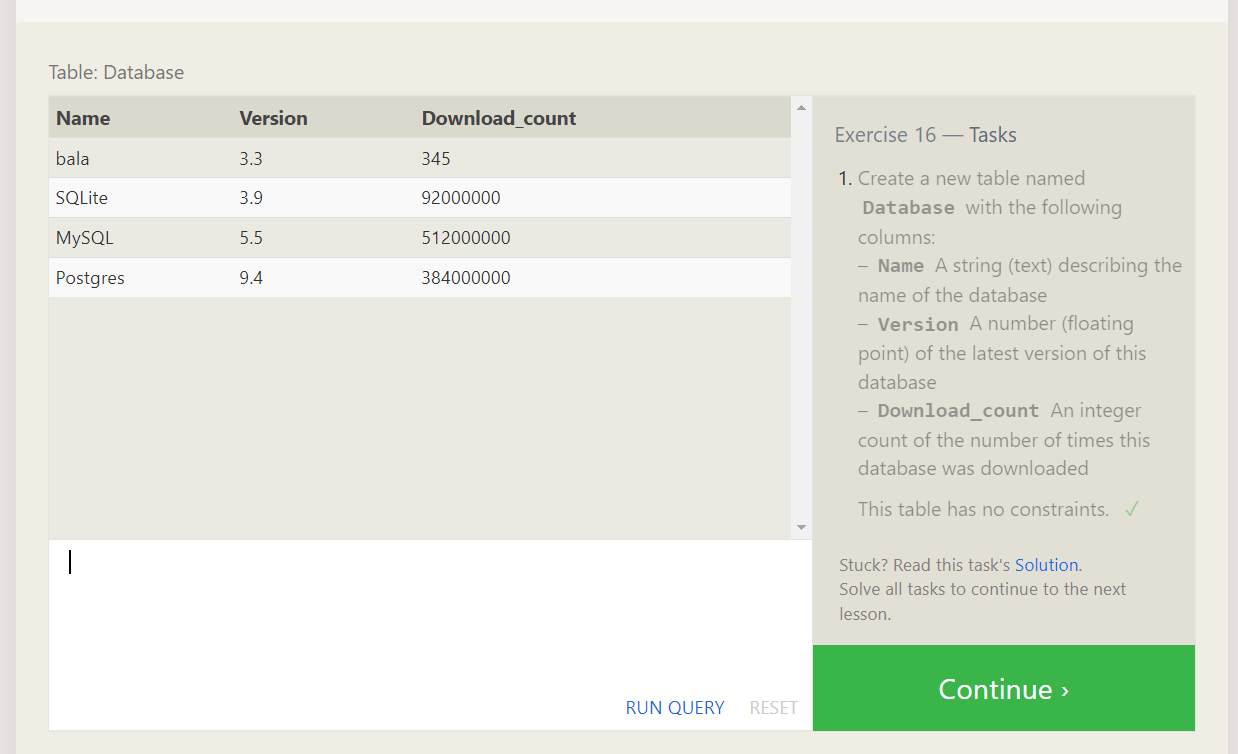 Table: Database
Name Version Download_count
bala 3.3 345
SQLite 3.9 92000000
MySQL 5.5 512000000
Postgres 9.4 384000000
Exercise 16 — Tasks
1. Create a new table named
Database with the following
columns:
– Name A string (text) describing the
name of the database
– Version A number (floating
point) of the latest version of this
database
– Download_count An integer
count of the number of times this
database was downloaded
This table has no constraints. ✓
Stuck? Read this task's Solution.
Solve all tasks to continue to the next
lesson.
RUN QUERY RESET
Continue ›